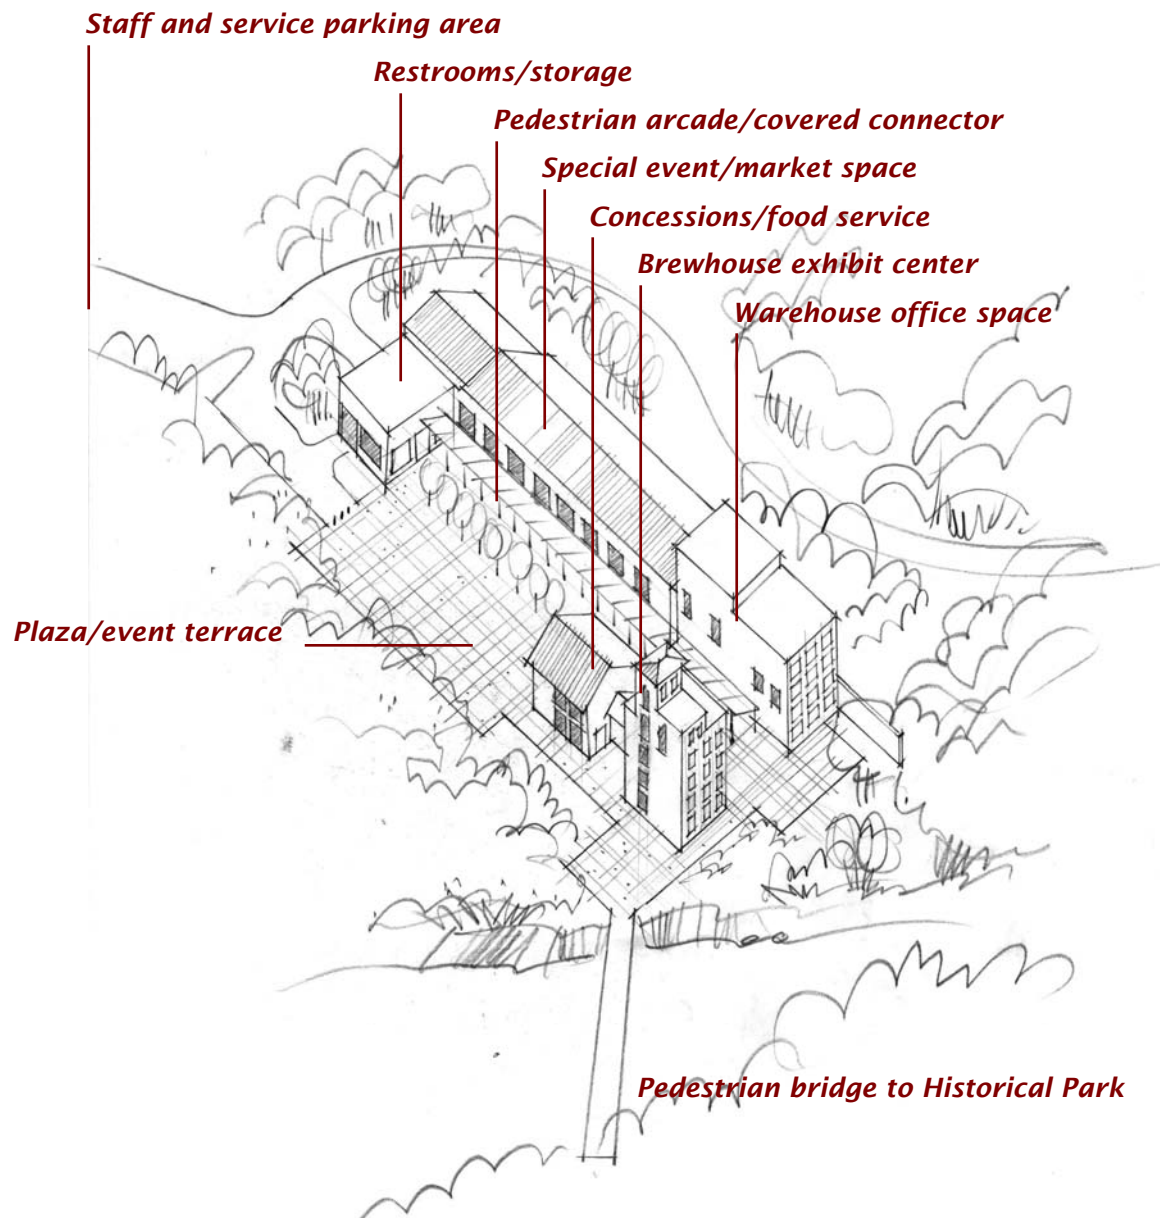 Staff and service parking area
Restrooms/storage
Pedestrian arcade/covered connector
Special event/market space
Concessions/food service
Brewhouse exhibit center
Warehouse office space
Plaza/event terrace
Pedestrian bridge to Historical Park